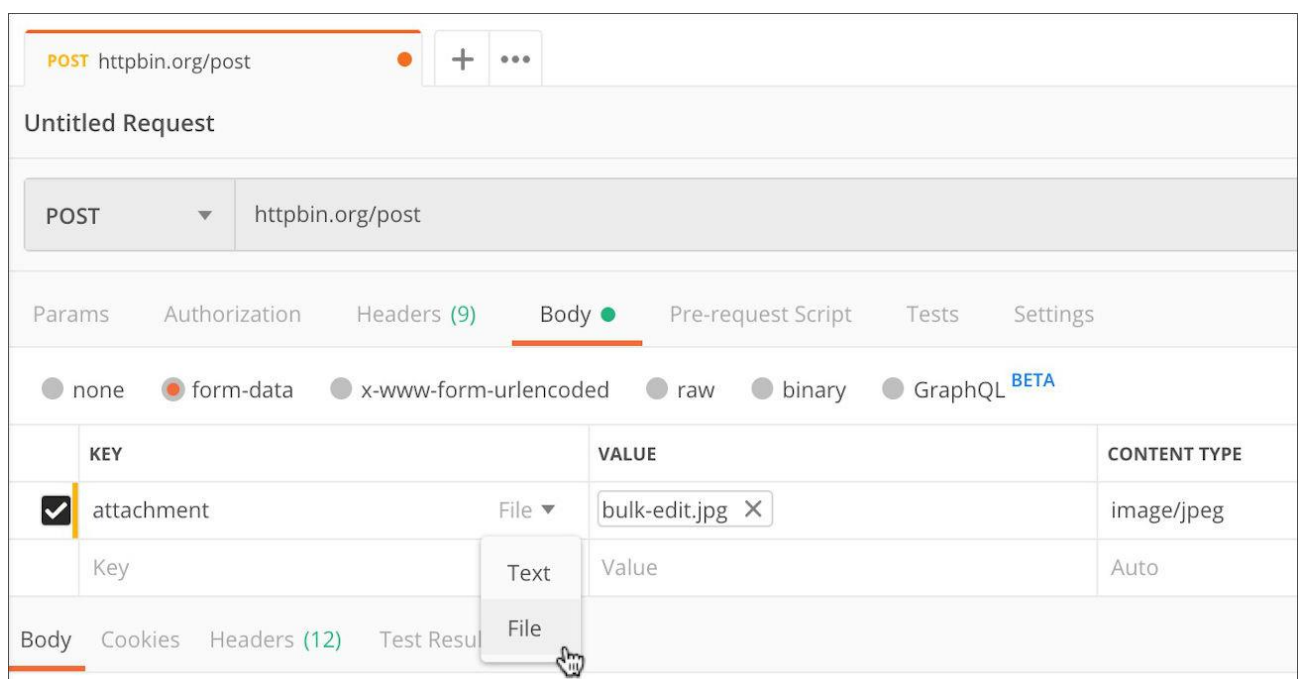 POST httpbin.org/post
Untitled Request
POST httpbin.org/post
Params Authorization Headers (9) Body Pre-request Script Tests Settings
none form-data x-www-form-urlencoded raw binary GraphQL BETA
KEY VALUE CONTENT TYPE
attachment File bulk-edit.jpg image/jpeg
Key Value Auto
Text
File
Body Cookies Headers (12) Test Resul